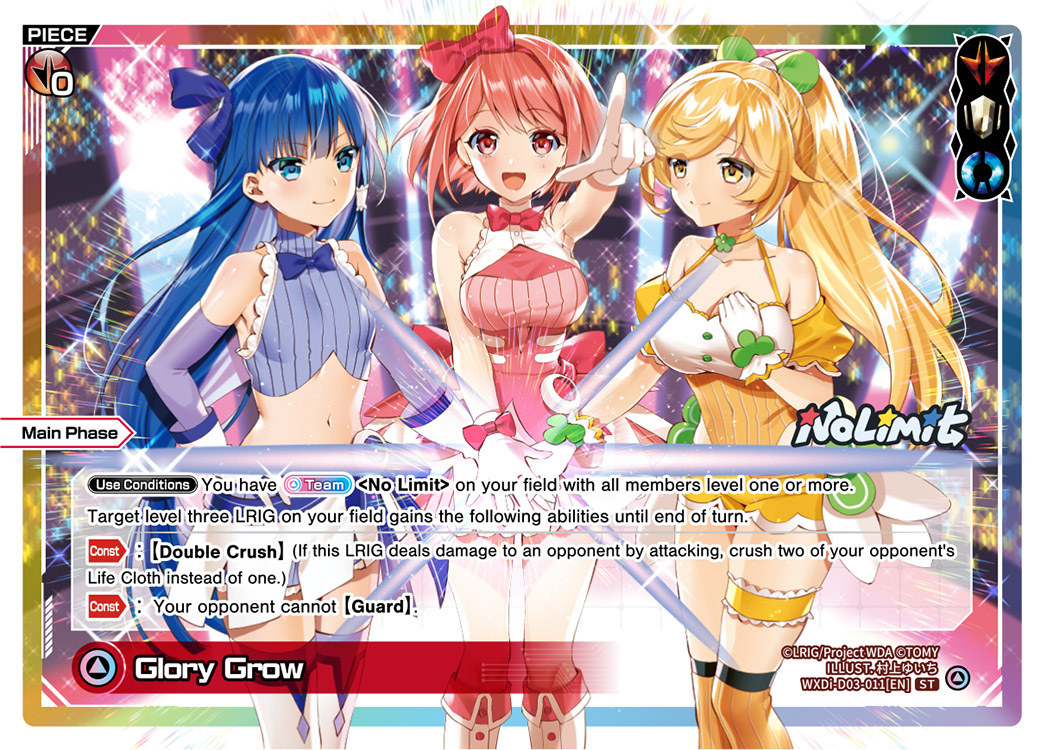 PIECE
0
NoLimit
Main Phase
Use Conditions You have Team <No Limit> on your field with all members level one or more.
Target level three LRIG on your field gains the following abilities until end of turn.
Const : 【Double Crush】 (If this LRIG deals damage to an opponent by attacking, crush two of your opponent's
Life Cloth instead of one.)
Const : Your opponent cannot 【Guard】.
Glory Grow
©LRIG/Project WDA ©TOMY
ILLUST. 村上ゆいち
WXDi-D03-011[EN] ST